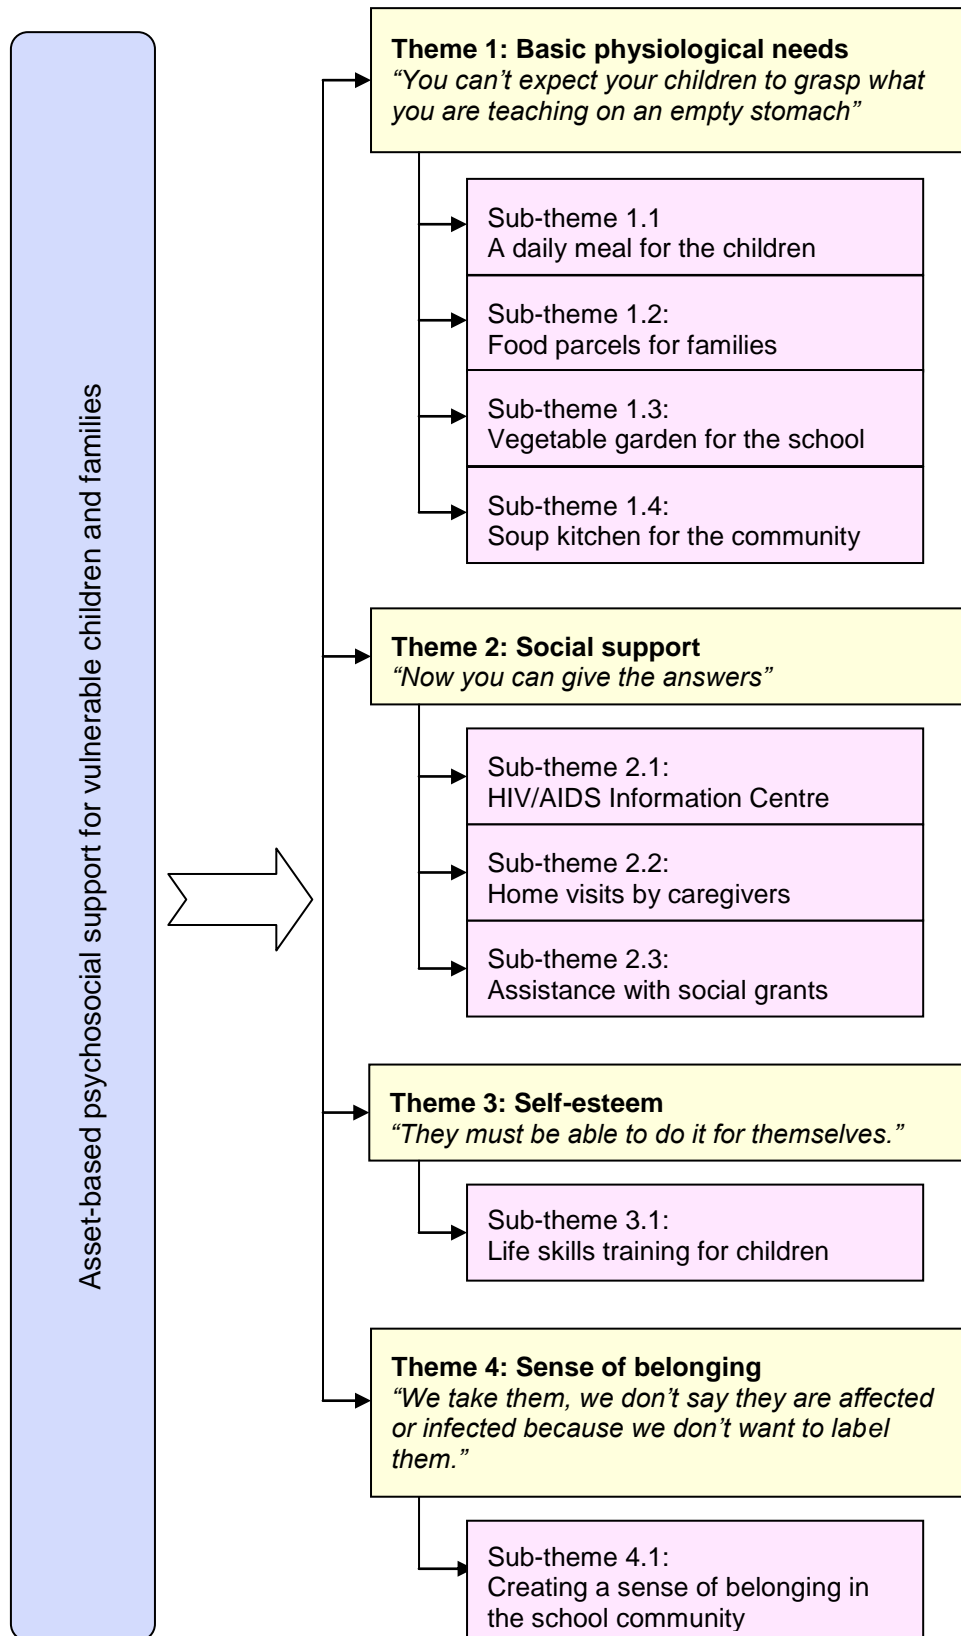 Asset-based psychosocial support for vulnerable children and families
Theme 1: Basic physiological needs
“You can’t expect your children to grasp what
you are teaching on an empty stomach”
Sub-theme 1.1
A daily meal for the children
Sub-theme 1.2:
Food parcels for families
Sub-theme 1.3:
Vegetable garden for the school
Sub-theme 1.4:
Soup kitchen for the community
Theme 2: Social support
“Now you can give the answers”
Sub-theme 2.1:
HIV/AIDS Information Centre
Sub-theme 2.2:
Home visits by caregivers
Sub-theme 2.3:
Assistance with social grants
Theme 3: Self-esteem
“They must be able to do it for themselves.”
Sub-theme 3.1:
Life skills training for children
Theme 4: Sense of belonging
“We take them, we don’t say they are affected
or infected because we don’t want to label
them.”
Sub-theme 4.1:
Creating a sense of belonging in
the school community